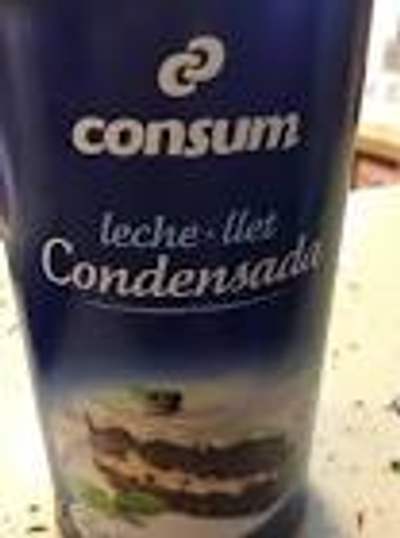 consum
leche · llet
Condensada